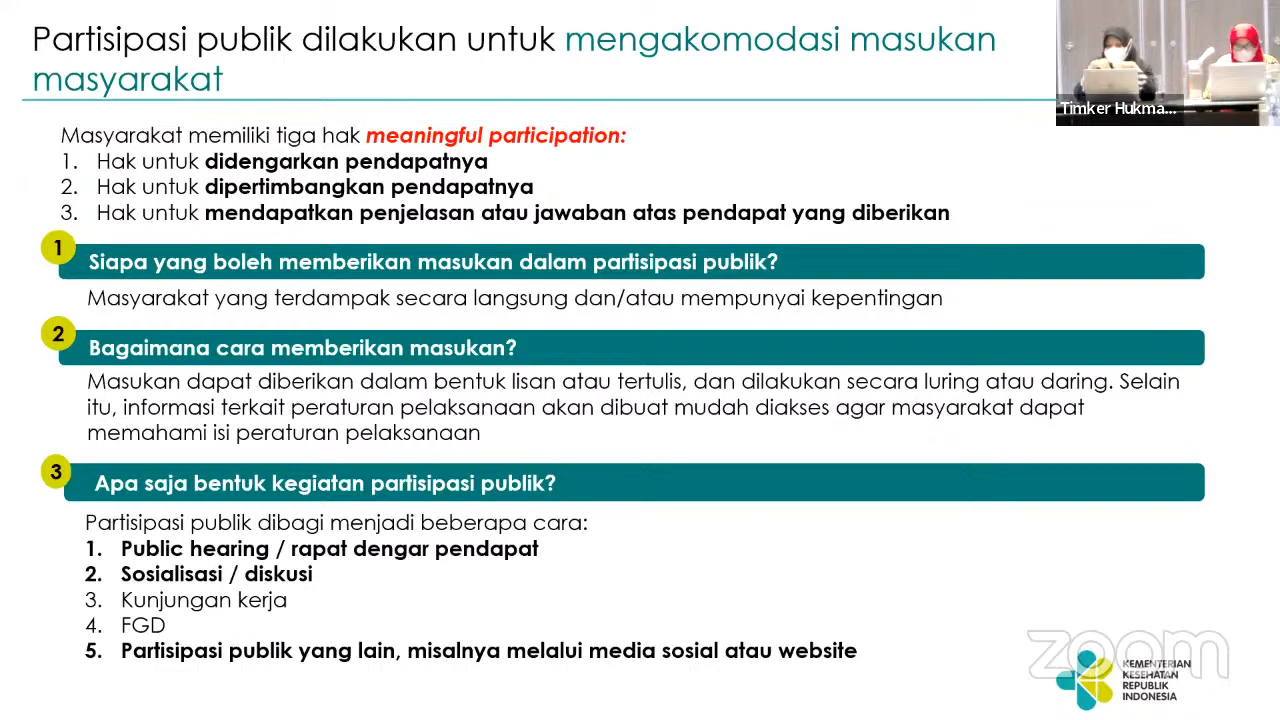 Partisipasi publik dilakukan untuk mengakomodasi masukan
masyarakat
Timker Hukma...
Masyarakat memiliki tiga hak meaningful participation:
1. Hak untuk didengarkan pendapatnya
2. Hak untuk dipertimbangkan pendapatnya
3. Hak untuk mendapatkan penjelasan atau jawaban atas pendapat yang diberikan
1 Siapa yang boleh memberikan masukan dalam partisipasi publik?
Masyarakat yang terdampak secara langsung dan/atau mempunyai kepentingan
2 Bagaimana cara memberikan masukan?
Masukan dapat diberikan dalam bentuk lisan atau tertulis, dan dilakukan secara luring atau daring. Selain
itu, informasi terkait peraturan pelaksanaan akan dibuat mudah diakses agar masyarakat dapat
memahami isi peraturan pelaksanaan
3 Apa saja bentuk kegiatan partisipasi publik?
Partisipasi publik dibagi menjadi beberapa cara:
1. Public hearing / rapat dengar pendapat
2. Sosialisasi / diskusi
3. Kunjungan kerja
4. FGD
5. Partisipasi publik yang lain, misalnya melalui media sosial atau website
zoom
KEMENTERIAN
KESEHATAN
REPUBLIK
INDONESIA